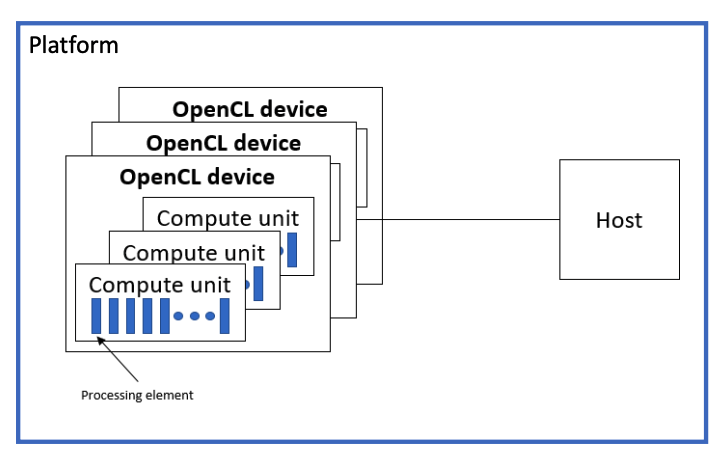 Platform
OpenCL device
OpenCL device
OpenCL device
Compute unit
Compute unit
Compute unit
Processing element
Host